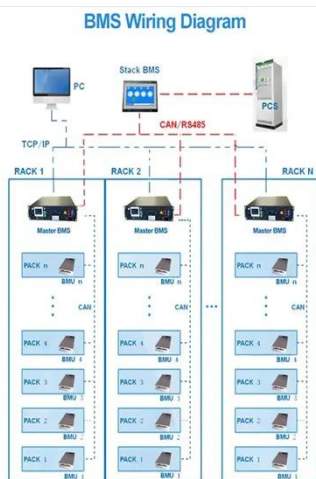 BMS Wiring Diagram
Stack BMS
PC
PCS
CAN/RS485
TCP/IP
RACK 1 RACK 2 RACK N
Master BMS Master BMS Master BMS
PACK n PACK n PACK n
BMU n BMU n BMU n
CAN CAN CAN
PACK 4 PACK 4 PACK 4
BMU 4 BMU 4 BMU 4
PACK 3 PACK 3 PACK 3
BMU 3 BMU 3 BMU 3
PACK 2 PACK 2 PACK 2
BMU 2 BMU 2 BMU 2
PACK 1 PACK 1 PACK 1
BMU 1 BMU 1 BMU 1